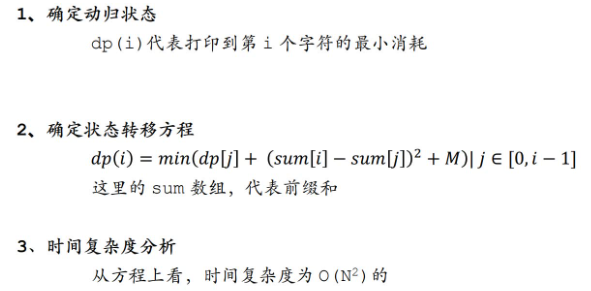 1、确定动归状态
dp(i)代表打印到第 i 个字符的最小消耗
2、确定状态转移方程
dp(i) = min(dp[j] + (sum[i] − sum[j])² + M)| j ∈ [0, i − 1]
这里的 sum 数组，代表前缀和
3、时间复杂度分析
从方程上看，时间复杂度为 O(N²)的